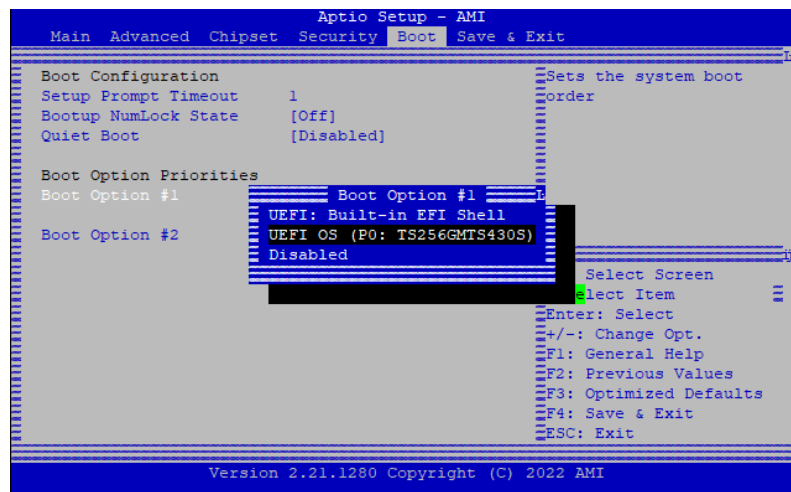 Aptio Setup - AMI
Main Advanced Chipset Security Boot Save & Exit
Boot Configuration
Setup Prompt Timeout 1
Bootup NumLock State [Off]
Quiet Boot [Disabled]
Boot Option Priorities
Boot Option #1
Boot Option #2
Boot Option #1
UEFI: Built-in EFI Shell
UEFI OS (P0: TS256GMTS430S)
Disabled
Sets the system boot
order
Select Screen
elect Item
Enter: Select
+/-: Change Opt.
F1: General Help
F2: Previous Values
F3: Optimized Defaults
F4: Save & Exit
ESC: Exit
Version 2.21.1280 Copyright (C) 2022 AMI